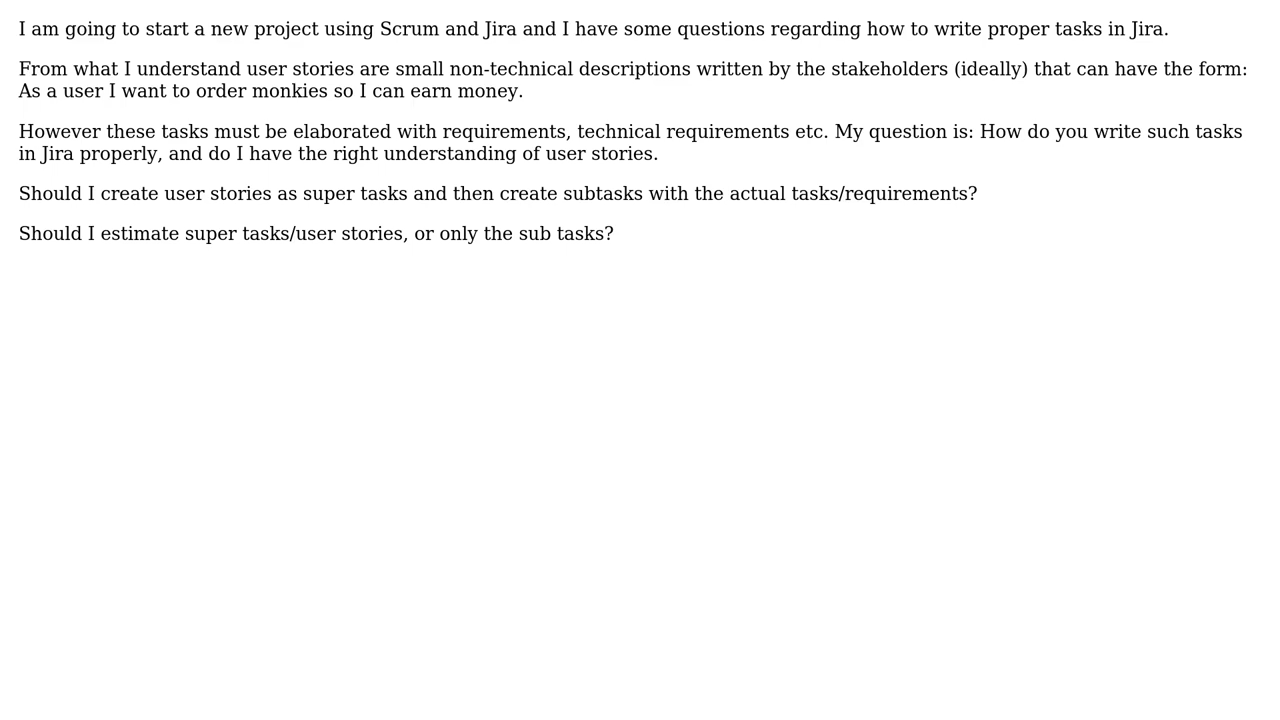 I am going to start a new project using Scrum and Jira and I have some questions regarding how to write proper tasks in Jira.
From what I understand user stories are small non-technical descriptions written by the stakeholders (ideally) that can have the form:
As a user I want to order monkies so I can earn money.
However these tasks must be elaborated with requirements, technical requirements etc. My question is: How do you write such tasks
in Jira properly, and do I have the right understanding of user stories.
Should I create user stories as super tasks and then create subtasks with the actual tasks/requirements?
Should I estimate super tasks/user stories, or only the sub tasks?